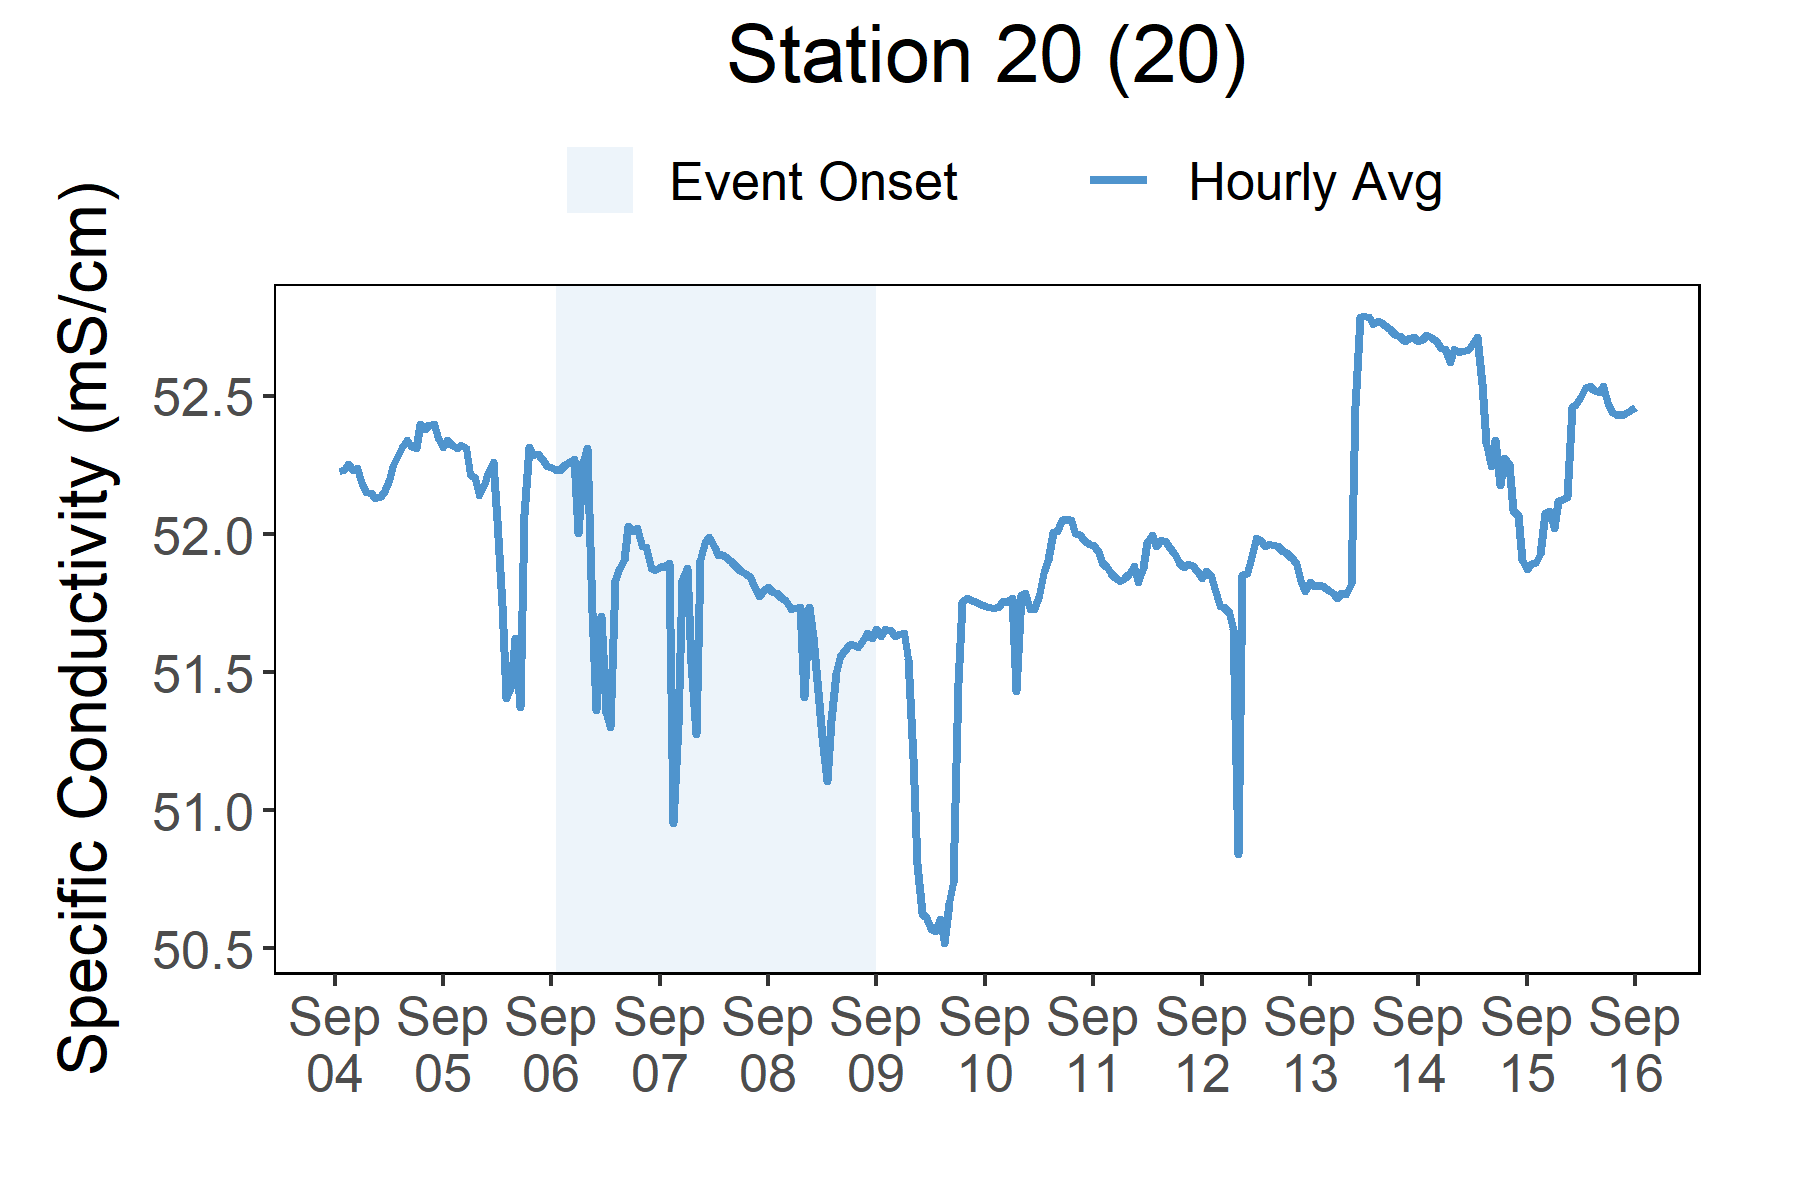 Station 20 (20)
Event Onset
Hourly Avg
Specific Conductivity (mS/cm)
52.5
52.0
51.5
51.0
50.5
Sep 04
Sep 05
Sep 06
Sep 07
Sep 08
Sep 09
Sep 10
Sep 11
Sep 12
Sep 13
Sep 14
Sep 15
Sep 16